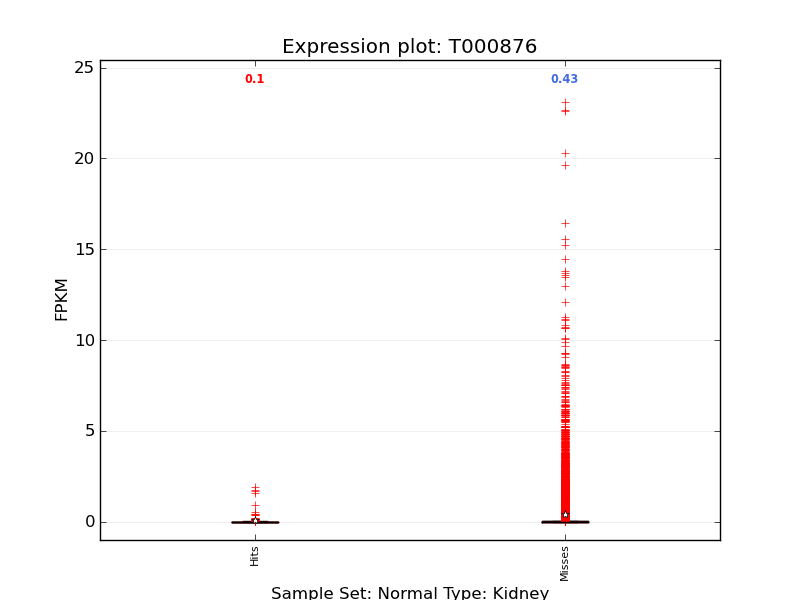 Expression plot: T000876
0.1
0.43
25
20
15
10
5
0
FPKM
Hits
Misses
Sample Set: Normal Type: Kidney